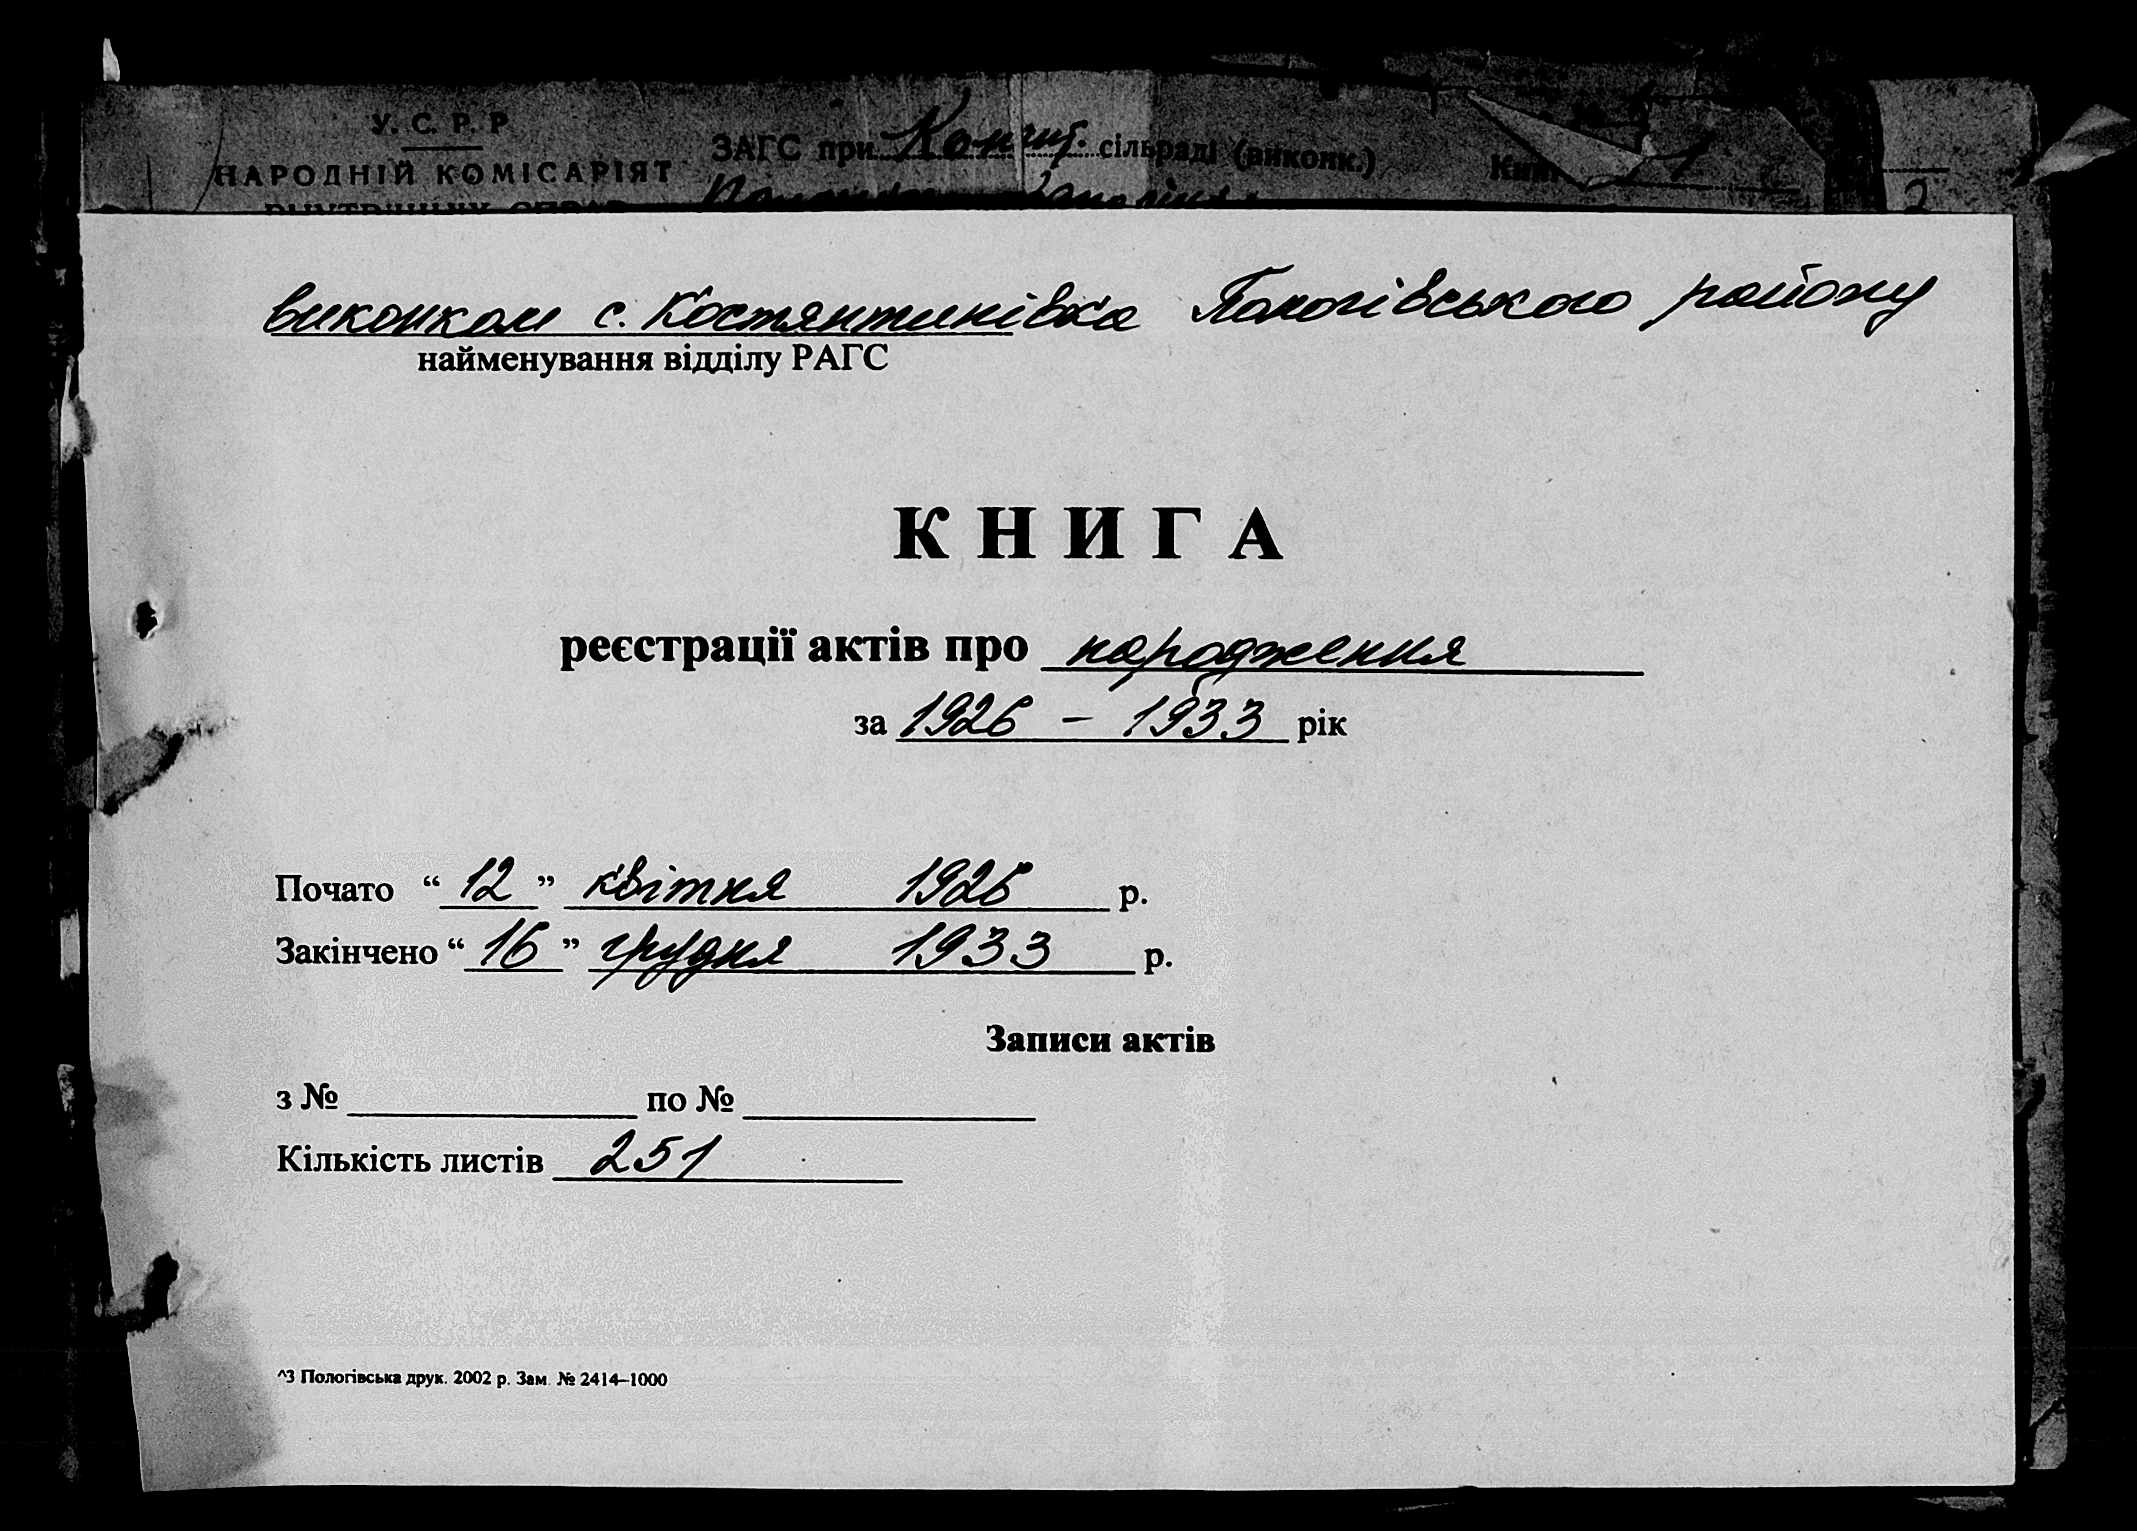 У. С. Р. Р
НАРОДНІЙ КОМІСАРІЯТ
ЗАГС при сільраді (виконк.)
1
2
виконком с. Костянтинівка Пологівського району
найменування відділу РАГС
КНИГА
реєстрації актів про народження
за 1926 – 1933 рік
Почато “ 12 ” квітня 1926 р.
Закінчено “ 16 ” грудня 1933 р.
Записи актів
з № по №
Кількість листів 251
^З Пологівська друк. 2002 р. Зам. № 2414–1000